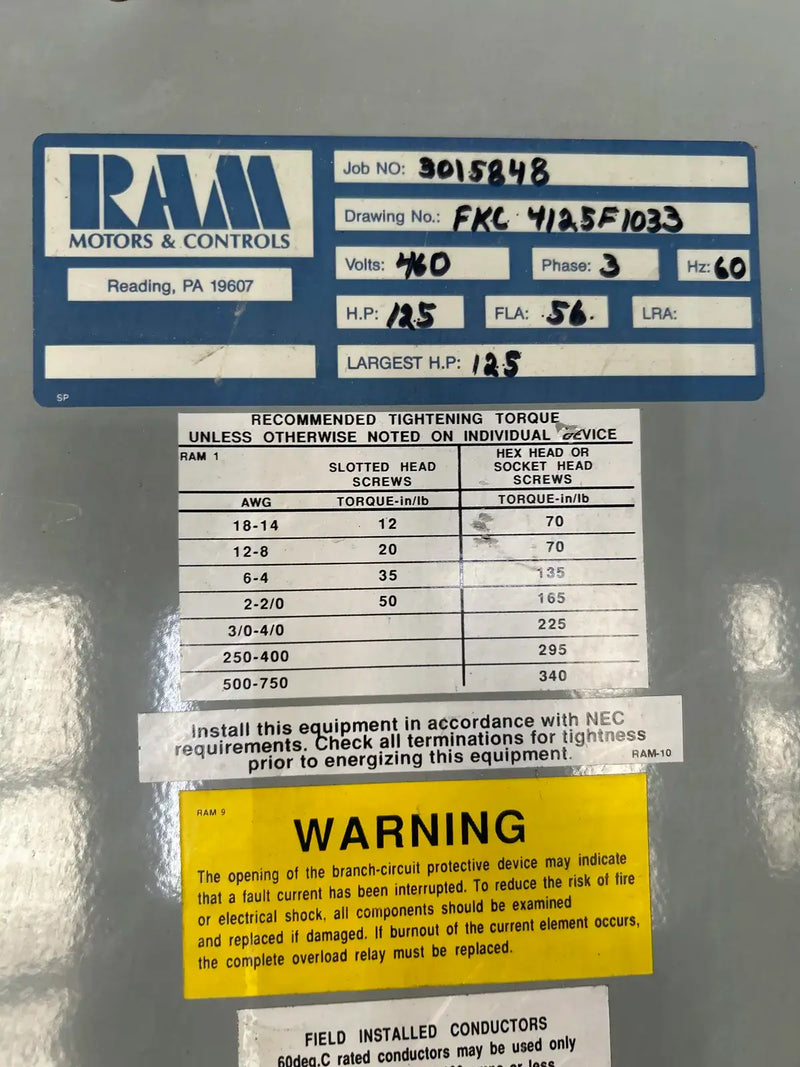 RAM
MOTORS & CONTROLS
Reading, PA 19607
SP
Job NO: 3015848
Drawing No.: FKC 4125F1033
Volts: 460 Phase: 3 Hz: 60
H.P: 125 FLA: .56. LRA:
LARGEST H.P: 125
RECOMMENDED TIGHTENING TORQUE
UNLESS OTHERWISE NOTED ON INDIVIDUAL DEVICE
RAM 1 SLOTTED HEAD SCREWS HEX HEAD OR SOCKET HEAD SCREWS
AWG TORQUE-in/lb TORQUE-in/lb
18-14 12 70
12-8 20 70
6-4 35 135
2-2/0 50 165
3/0-4/0 225
250-400 295
500-750 340
Install this equipment in accordance with NEC
requirements. Check all terminations for tightness
prior to energizing this equipment. RAM-10
RAM 9
WARNING
The opening of the branch-circuit protective device may indicate
that a fault current has been interrupted. To reduce the risk of fire
or electrical shock, all components should be examined
and replaced if damaged. If burnout of the current element occurs,
the complete overload relay must be replaced.
FIELD INSTALLED CONDUCTORS
60deg.C rated conductors may be used only
or less